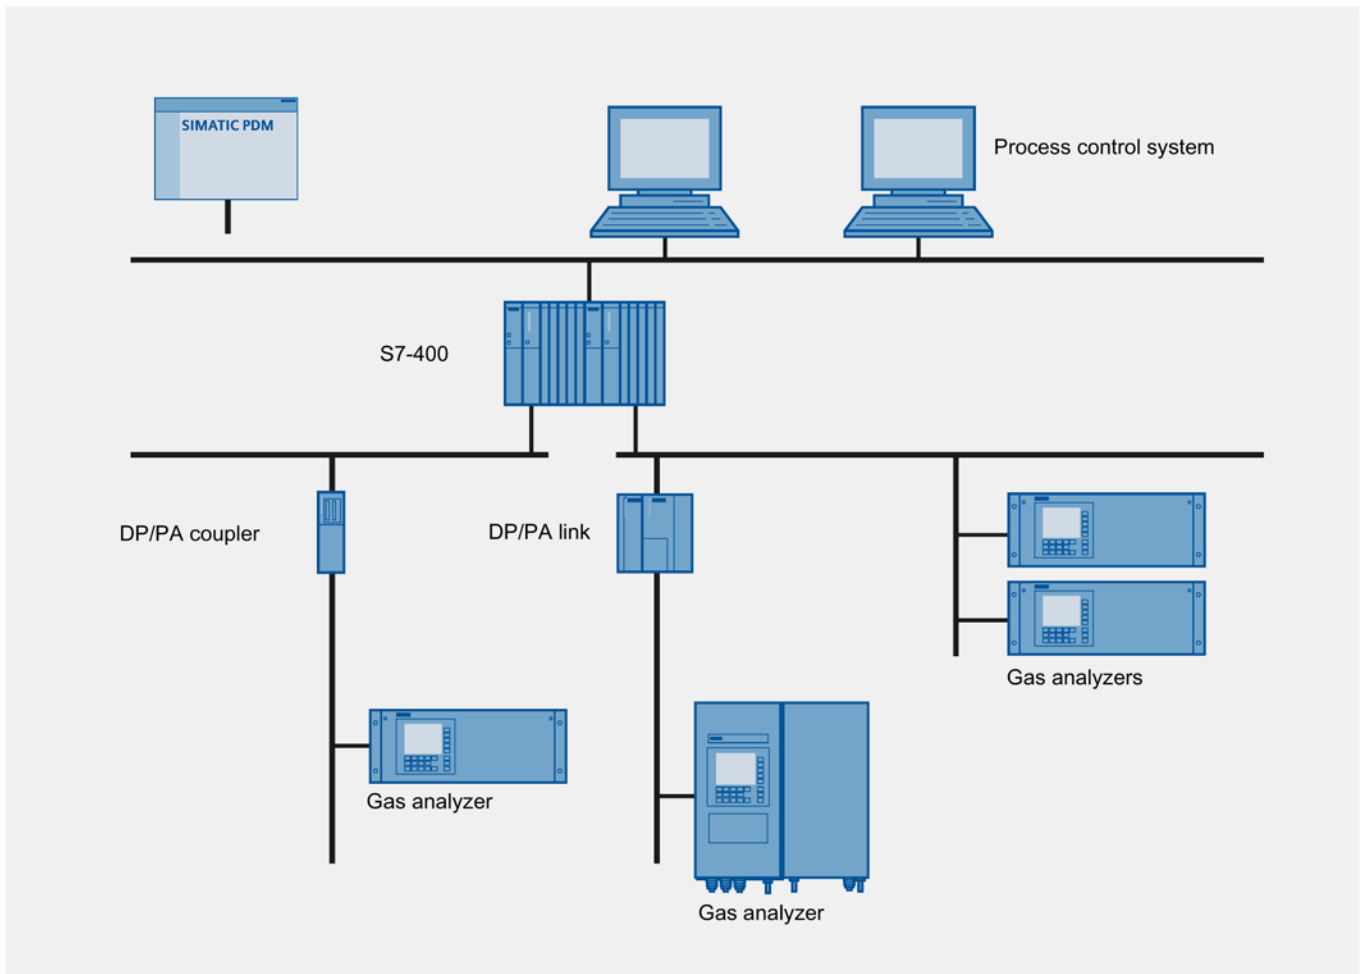 SIMATIC PDM
Process control system
S7-400
DP/PA coupler
DP/PA link
Gas analyzers
Gas analyzer
Gas analyzer